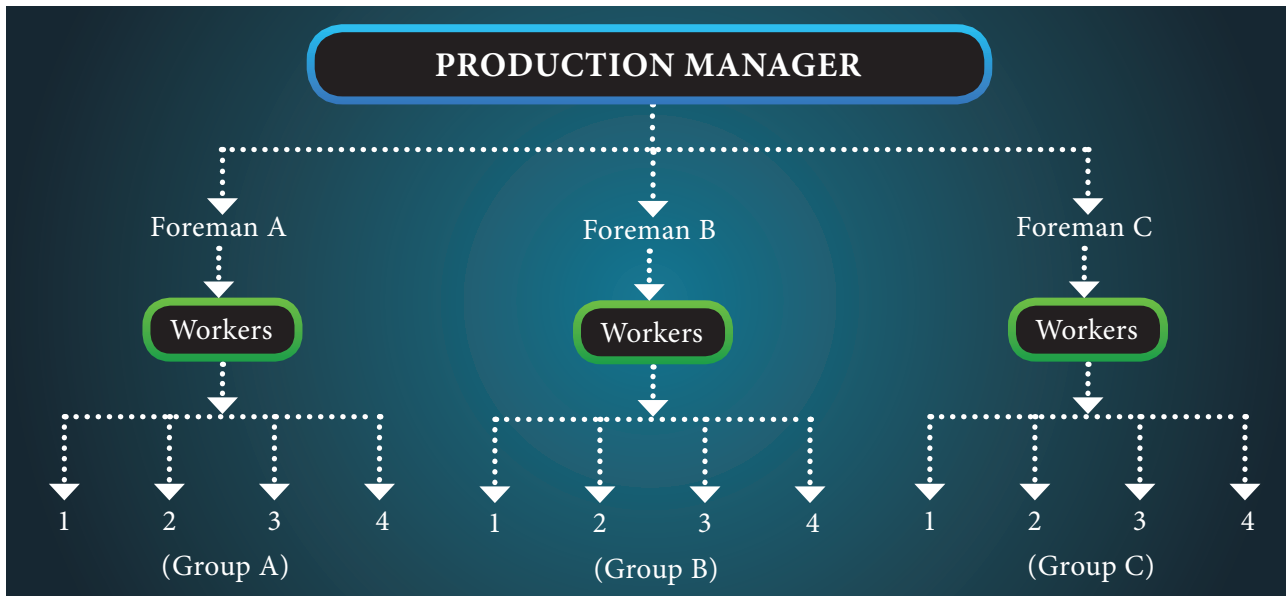 PRODUCTION MANAGER
Foreman A
Foreman B
Foreman C
Workers
Workers
Workers
1 2 3 4
1 2 3 4
1 2 3 4
(Group A)
(Group B)
(Group C)